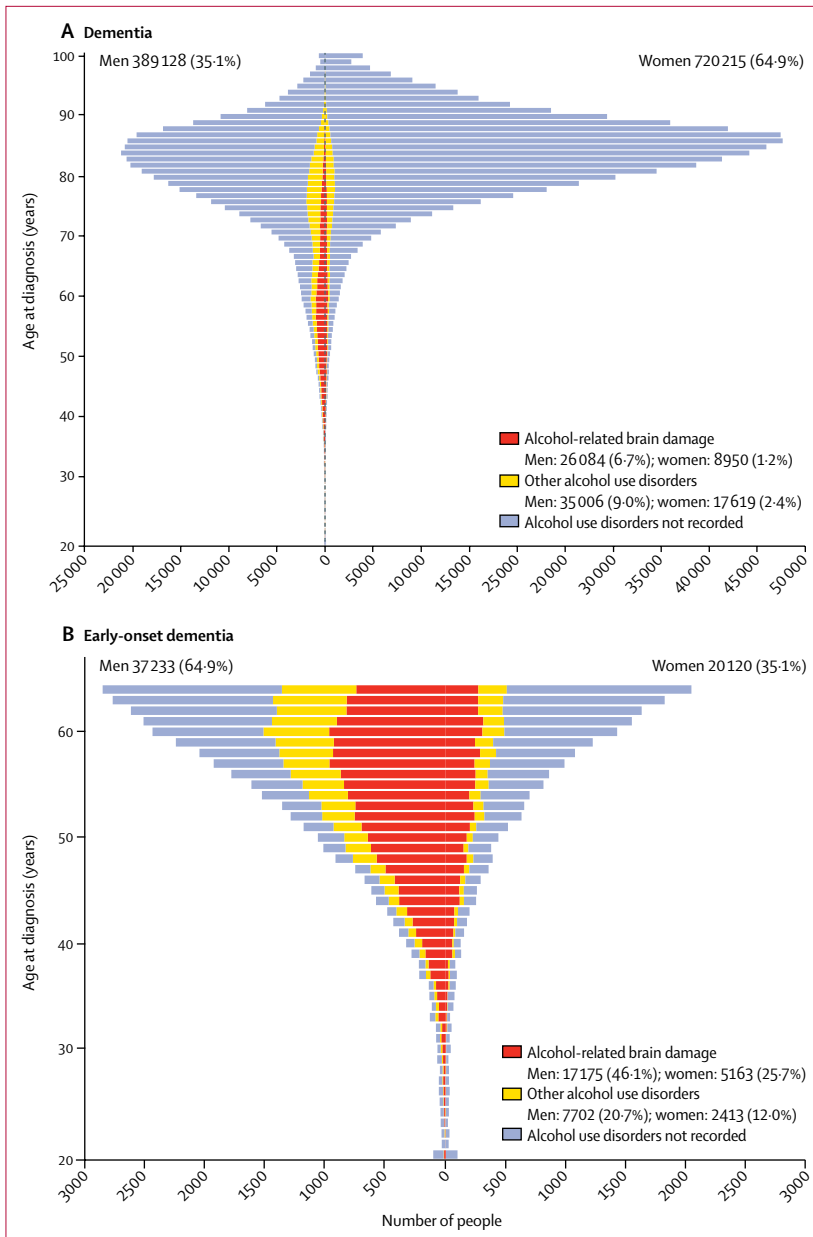 A Dementia
Men 389 128 (35·1%)
Women 720 215 (64·9%)
100
90
80
70
60
50
40
30
20
Age at diagnosis (years)
Alcohol-related brain damage
Men: 26 084 (6·7%); women: 8950 (1·2%)
Other alcohol use disorders
Men: 35 006 (9·0%); women: 17 619 (2·4%)
Alcohol use disorders not recorded
25 000
20 000
15 000
10 000
5000
0
5000
10 000
15 000
20 000
25 000
30 000
35 000
40 000
45 000
50 000
B Early-onset dementia
Men 37 233 (64·9%)
Women 20 120 (35·1%)
60
50
40
30
20
Age at diagnosis (years)
Alcohol-related brain damage
Men: 17 175 (46·1%); women: 5163 (25·7%)
Other alcohol use disorders
Men: 7702 (20·7%); women: 2413 (12·0%)
Alcohol use disorders not recorded
3000
2500
2000
1500
1000
500
0
500
1000
1500
2000
2500
3000
Number of people